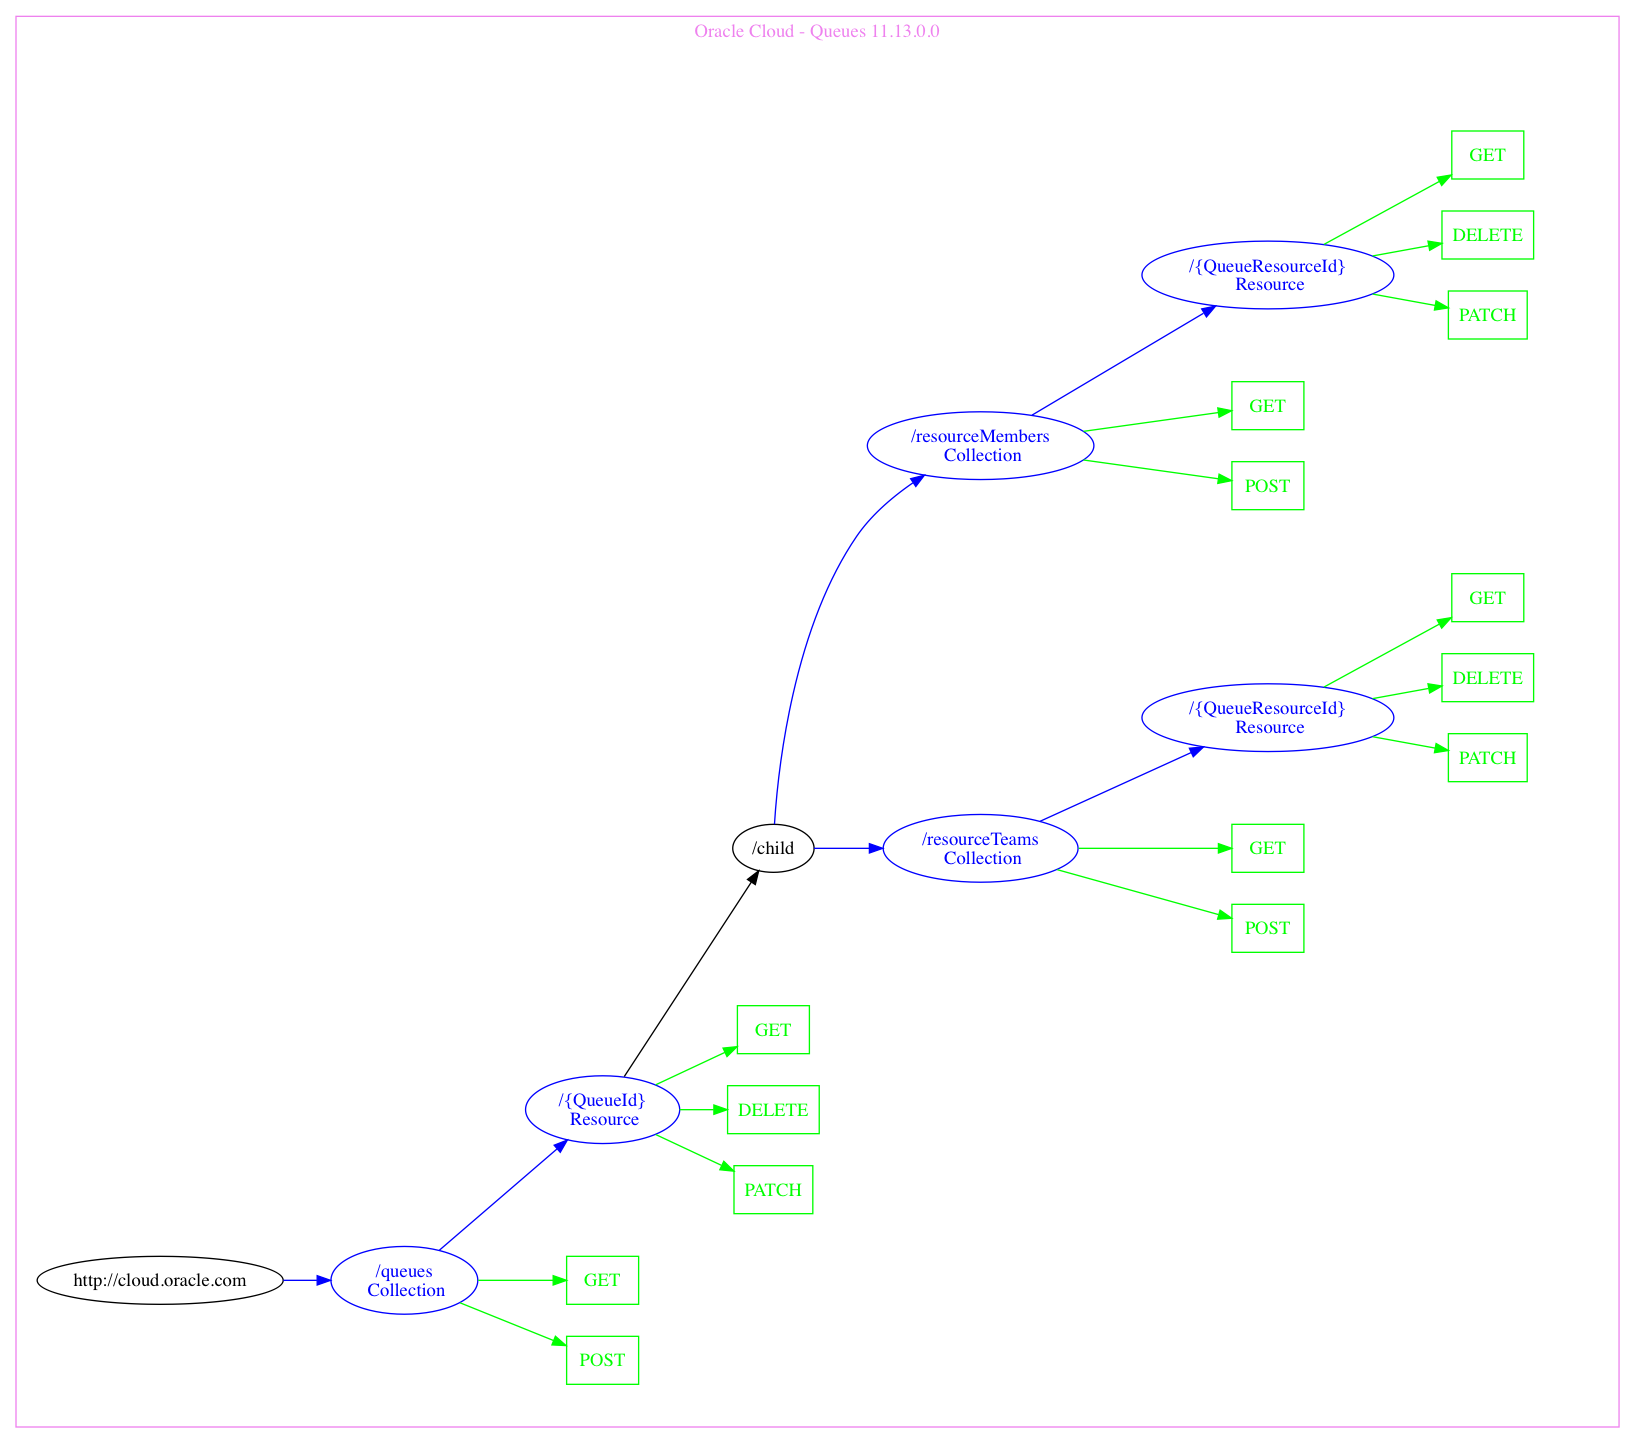 Oracle Cloud - Queues 11.13.0.0
GET
DELETE
/{QueueResourceId}
Resource
PATCH
GET
/resourceMembers
Collection
POST
GET
DELETE
/{QueueResourceId}
Resource
PATCH
/child
/resourceTeams
Collection
GET
POST
GET
/{QueueId}
Resource
DELETE
PATCH
http://cloud.oracle.com
/queues
Collection
GET
POST